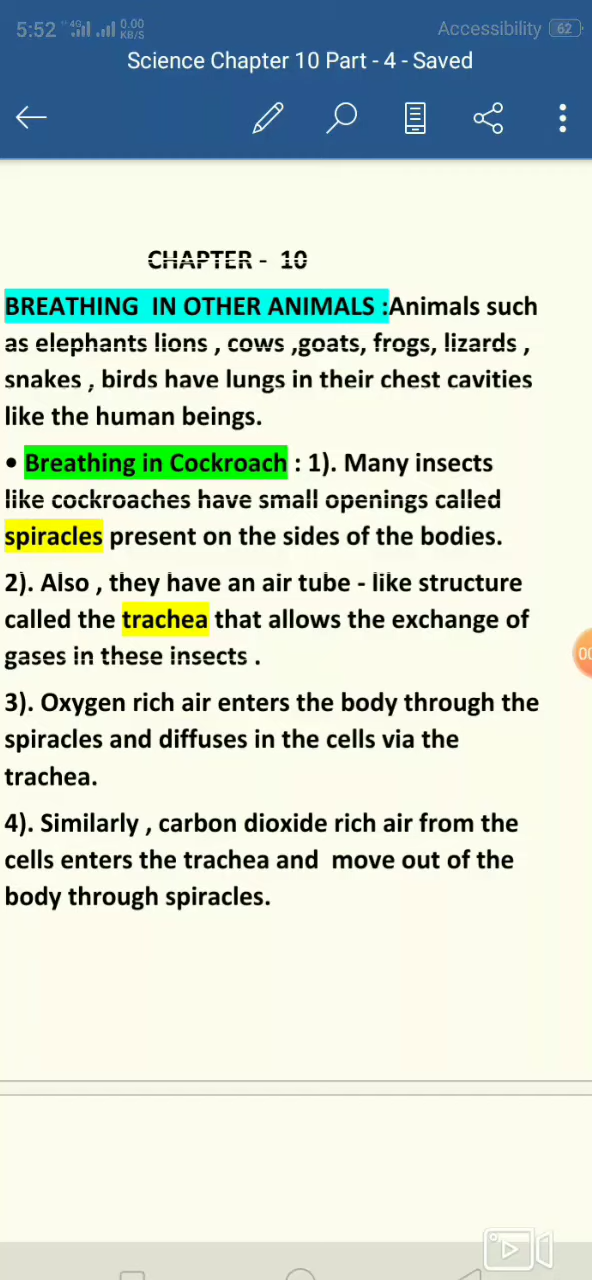 5:52 4G 0.00 KB/S Accessibility 62
Science Chapter 10 Part - 4 - Saved
CHAPTER - 10
BREATHING IN OTHER ANIMALS :Animals such
as elephants lions , cows ,goats, frogs, lizards ,
snakes , birds have lungs in their chest cavities
like the human beings.
• Breathing in Cockroach : 1). Many insects
like cockroaches have small openings called
spiracles present on the sides of the bodies.
2). Also , they have an air tube - like structure
called the trachea that allows the exchange of
gases in these insects .
3). Oxygen rich air enters the body through the
spiracles and diffuses in the cells via the
trachea.
4). Similarly , carbon dioxide rich air from the
cells enters the trachea and move out of the
body through spiracles.